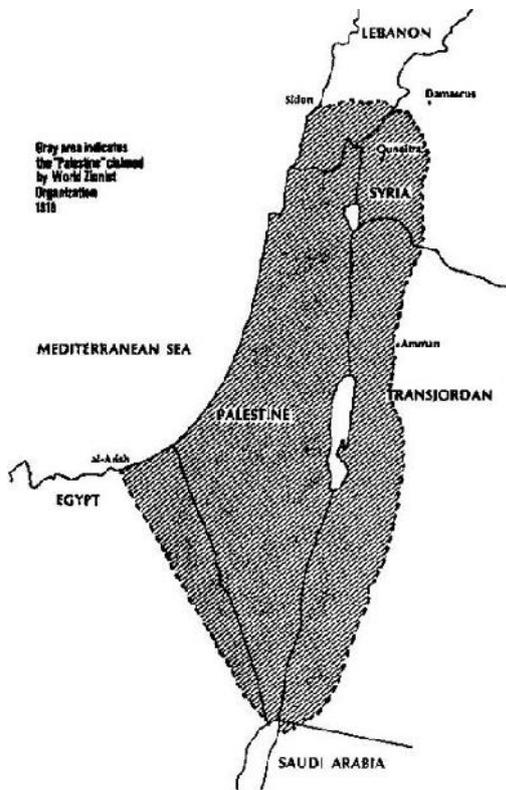 LEBANON
Sidon
Damascus
Gray area indicates
the "Palestine" claimed
by World Zionist
Organization
1919
Quneitra
SYRIA
MEDITERRANEAN SEA
Amman
TRANSJORDAN
PALESTINE
al-Arish
EGYPT
SAUDI ARABIA